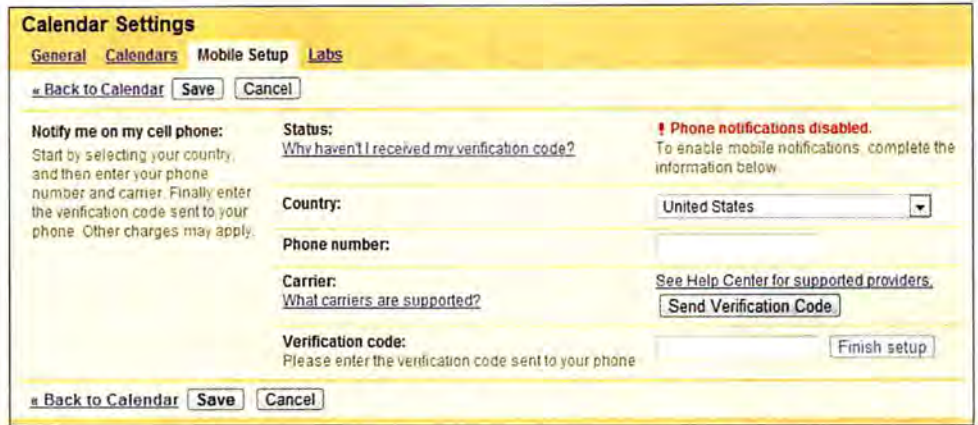 Calendar Settings
General Calendars Mobile Setup Labs
« Back to Calendar Save Cancel
Notify me on my cell phone:
Start by selecting your country,
and then enter your phone
number and carrier. Finally enter
the verification code sent to your
phone. Other charges may apply.
Status:
Why haven't I received my verification code?
! Phone notifications disabled.
To enable mobile notifications, complete the
information below
Country:
United States
Phone number:
Carrier:
What carriers are supported?
See Help Center for supported providers.
Send Verification Code
Verification code:
Please enter the verification code sent to your phone
Finish setup
« Back to Calendar Save Cancel